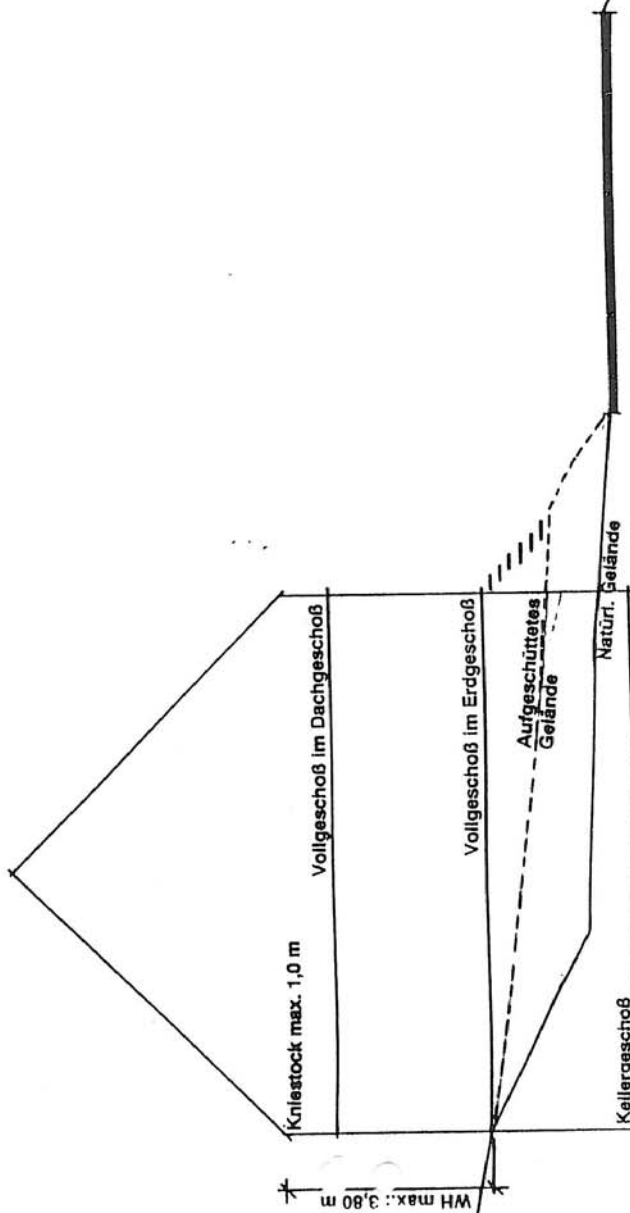 Kniestock max. 1,0 m
Vollgeschoß im Dachgeschoß
WH max.: 3,80 m
Vollgeschoß im Erdgeschoß
Aufgeschüttetes
Gelände
Natürl. Gelände
Kellergeschoß